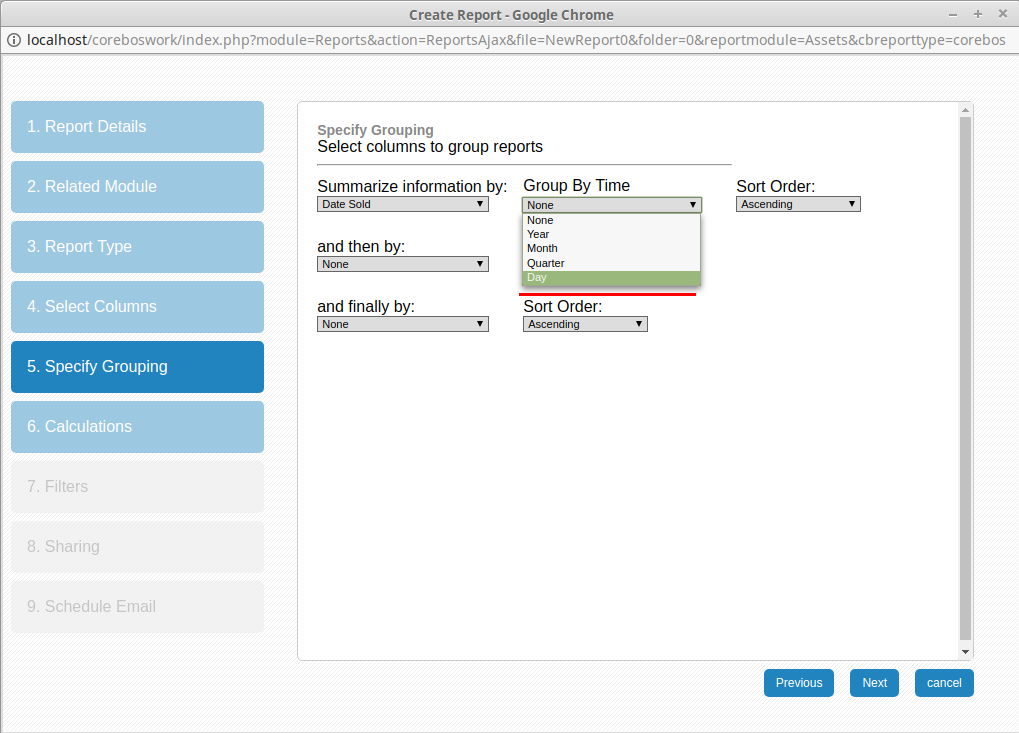 Create Report - Google Chrome
localhost/coreboswork/index.php?module=Reports&action=ReportsAjax&file=NewReport0&folder=0&reportmodule=Assets&cbreporttype=corebos
1. Report Details
2. Related Module
3. Report Type
4. Select Columns
5. Specify Grouping
6. Calculations
7. Filters
8. Sharing
9. Schedule Email
Specify Grouping
Select columns to group reports
Summarize information by: Group By Time Sort Order:
Date Sold None Ascending
None
Year
Month
Quarter
Day
and then by:
None
and finally by: Sort Order:
None Ascending
Previous Next cancel